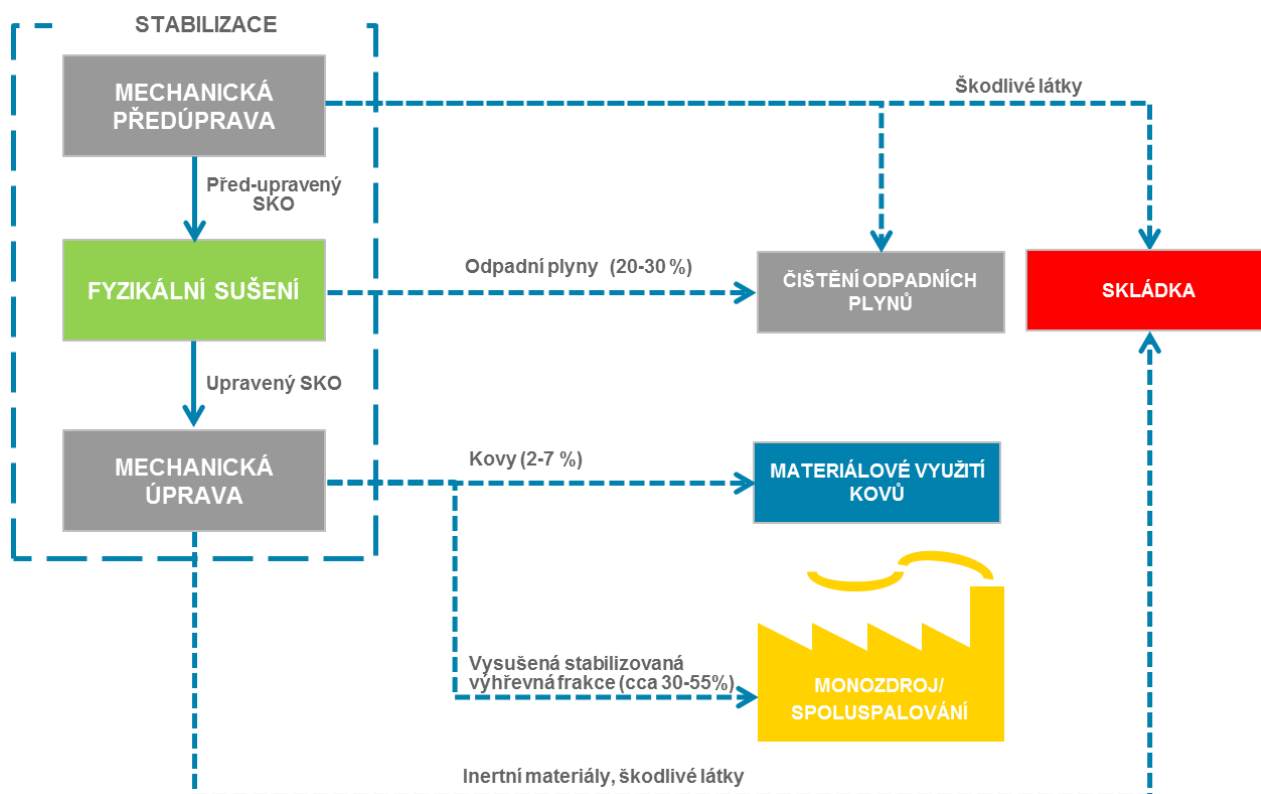 STABILIZACE
MECHANICKÁ
PŘEDÚPRAVA
Škodlivé látky
Před-upravený
SKO
FYZIKÁLNÍ SUŠENÍ
Odpadní plyny (20-30 %)
ČIŠTĚNÍ ODPADNÍCH
PLYNŮ
SKLÁDKA
Upravený SKO
MECHANICKÁ
ÚPRAVA
Kovy (2-7 %)
MATERIÁLOVÉ VYUŽITÍ
KOVŮ
Vysušená stabilizovaná
výhřevná frakce (cca 30-55%)
MONOZDROJ/
SPOLUSPALOVÁNÍ
Inertní materiály, škodlivé látky